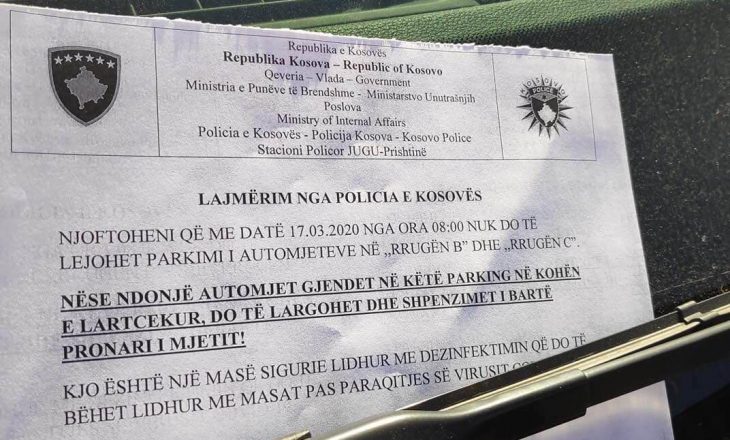 Republika e Kosovës
Republika Kosova – Republic of Kosovo
Qeveria – Vlada – Government
Ministria e Punëve të Brendshme - Ministarstvo Unutrašnjih
Poslova
Ministry of Internal Affairs
Policia e Kosovës - Policija Kosova - Kosovo Police
Stacioni Policor JUGU-Prishtinë
POLICE
LAJMËRIM NGA POLICIA E KOSOVËS
NJOFTOHENI QË ME DATË 17.03.2020 NGA ORA 08:00 NUK DO TË
LEJOHET PARKIMI I AUTOMJETEVE NË „RRUGËN B” DHE „RRUGËN C”.
NËSE NDONJË AUTOMJET GJENDET NË KËTË PARKING NË KOHËN
E LARTCEKUR, DO TË LARGOHET DHE SHPENZIMET I BARTË
PRONARI I MJETIT!
KJO ËSHTË NJË MASË SIGURIE LIDHUR ME DEZINFEKTIMIN QË DO TË
BËHET LIDHUR ME MASAT PAS PARAQITJES SË VIRUSIT